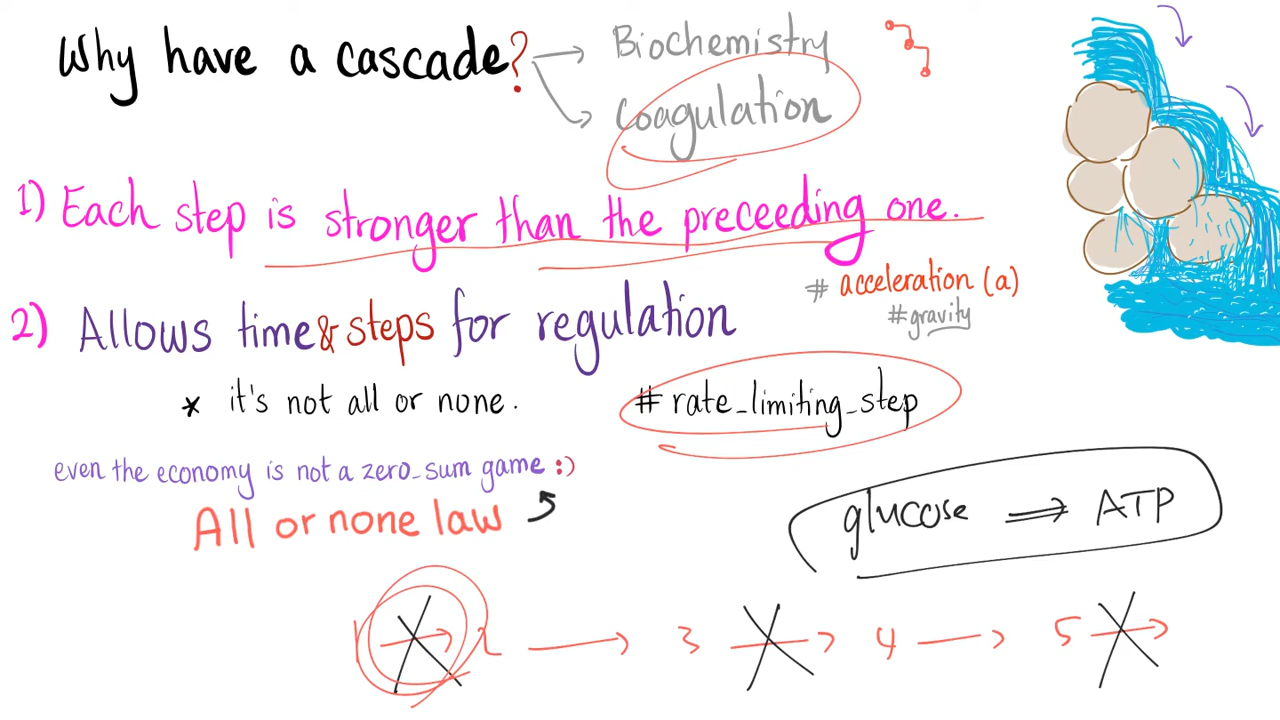 Why have a cascade?
Biochemistry
Coagulation
1) Each step is stronger than the preceeding one.
# acceleration (a)
#gravity
2) Allows time & steps for regulation
* it's not all or none.
#rate_limiting_step
even the economy is not a zero_sum game :)
All or none law
glucose ⟹ ATP
1 → 2 → 3 → 4 → 5 →